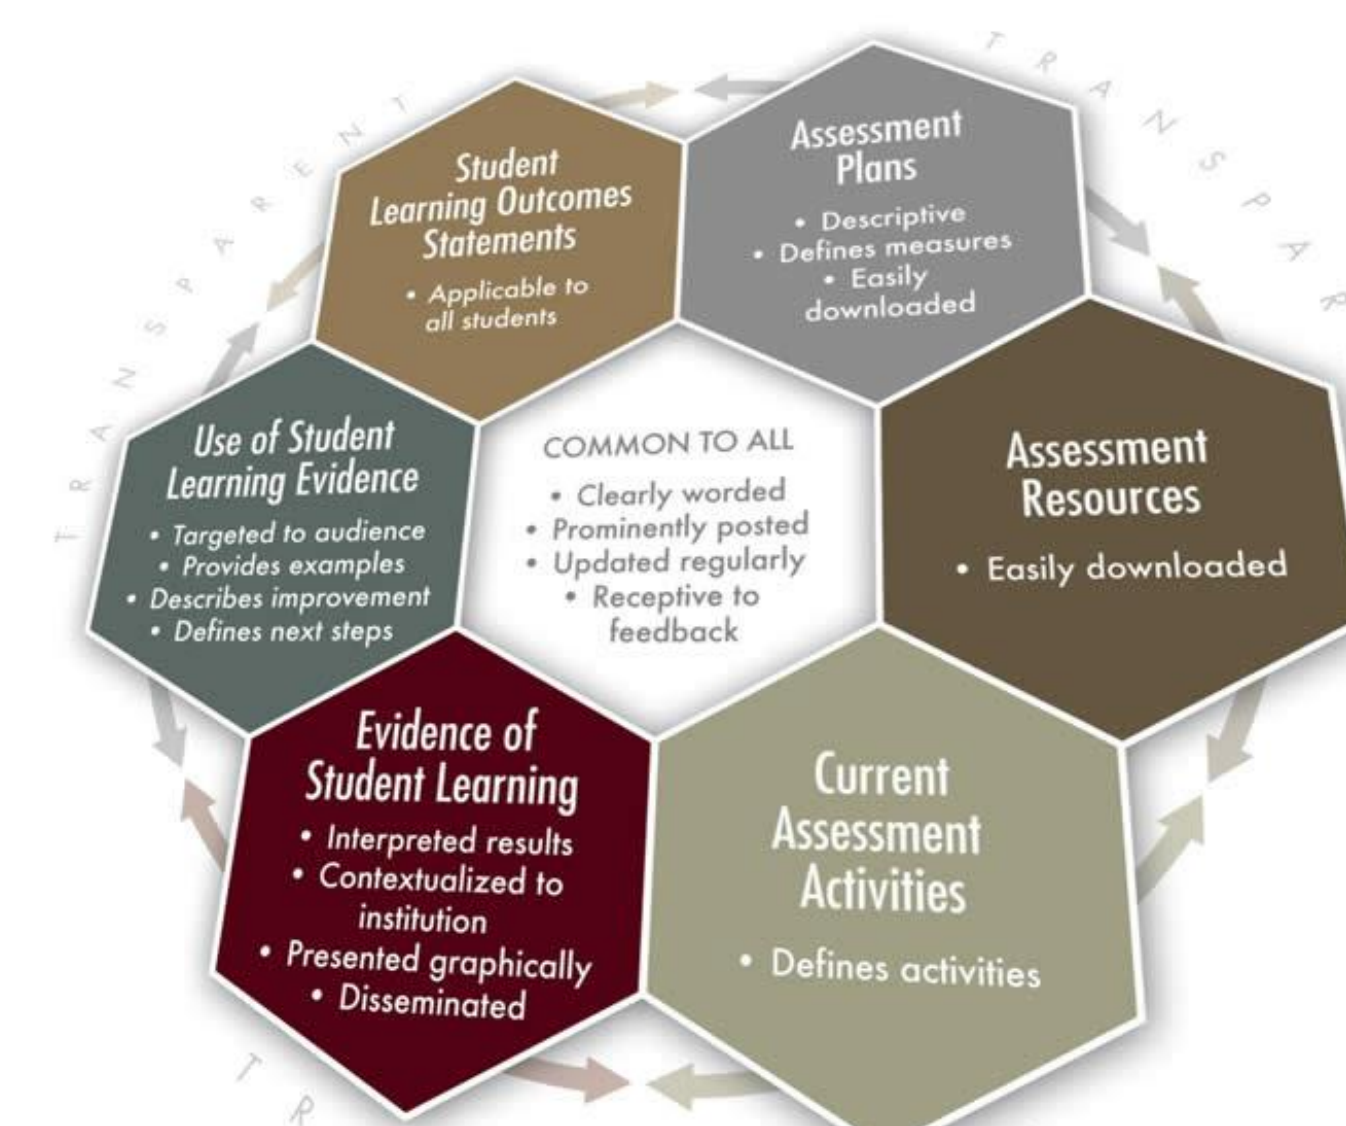 TRANSPARENT
TRANSPAR
Student
Learning Outcomes
Statements
• Applicable to
all students
Assessment
Plans
• Descriptive
• Defines measures
• Easily
downloaded
Use of Student
Learning Evidence
• Targeted to audience
• Provides examples
• Describes improvement
• Defines next steps
COMMON TO ALL
• Clearly worded
• Prominently posted
• Updated regularly
• Receptive to
feedback
Assessment
Resources
• Easily downloaded
Evidence of
Student Learning
• Interpreted results
• Contextualized to
institution
• Presented graphically
• Disseminated
Current
Assessment
Activities
• Defines activities
TR